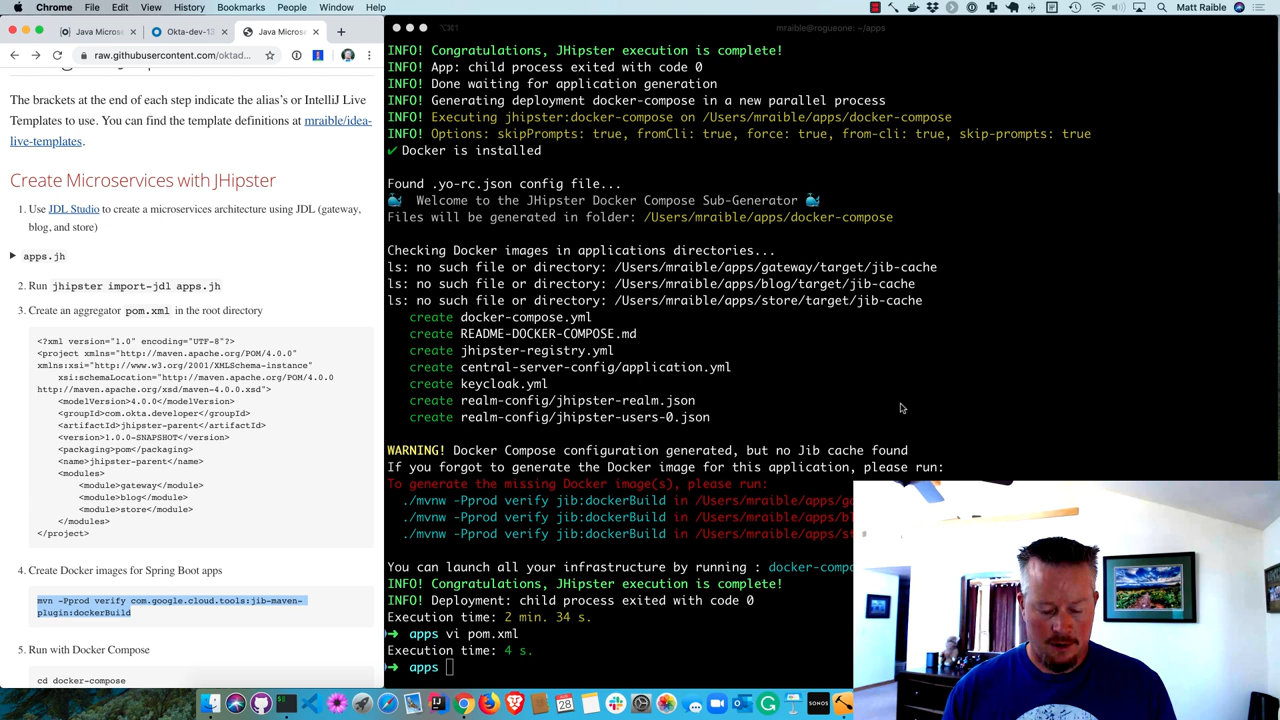 Chrome File Edit View History Bookmarks People Window Help
Matt Raible
Java Micros
Okta-dev-13
Java Micros
⌥⌘1
mraible@rogueone: ~/apps
raw.githubusercontent.com/oktad...
The brackets at the end of each step indicate the alias's or IntelliJ Live
Templates to use. You can find the template definitions at mraible/idea-
live-templates.
Create Microservices with JHipster
1. Use JDL Studio to create a microservices architecture using JDL (gateway,
blog, and store)
apps.jh
2. Run jhipster import-jdl apps.jh
3. Create an aggregator pom.xml in the root directory
<?xml version="1.0" encoding="UTF-8"?>
<project xmlns="http://maven.apache.org/POM/4.0.0"
xmlns:xsi="http://www.w3.org/2001/XMLSchema-instance"
xsi:schemaLocation="http://maven.apache.org/POM/4.0.0
http://maven.apache.org/xsd/maven-4.0.0.xsd">
<modelVersion>4.0.0</modelVersion>
<groupId>com.okta.developer</groupId>
<artifactId>jhipster-parent</artifactId>
<version>1.0.0-SNAPSHOT</version>
<packaging>pom</packaging>
<name>jhipster-parent</name>
<modules>
<module>gateway</module>
<module>blog</module>
<module>store</module>
</modules>
</project>
4. Create Docker images for Spring Boot apps
mvn -Pprod verify com.google.cloud.tools:jib-maven-
plugin:dockerBuild
5. Run with Docker Compose
cd docker-compose
INFO! Congratulations, JHipster execution is complete!
INFO! App: child process exited with code 0
INFO! Done waiting for application generation
INFO! Generating deployment docker-compose in a new parallel process
INFO! Executing jhipster:docker-compose on /Users/mraible/apps/docker-compose
INFO! Options: skipPrompts: true, fromCli: true, force: true, from-cli: true, skip-prompts: true
✔ Docker is installed
Found .yo-rc.json config file...
🐳 Welcome to the JHipster Docker Compose Sub-Generator 🐳
Files will be generated in folder: /Users/mraible/apps/docker-compose
Checking Docker images in applications directories...
ls: no such file or directory: /Users/mraible/apps/gateway/target/jib-cache
ls: no such file or directory: /Users/mraible/apps/blog/target/jib-cache
ls: no such file or directory: /Users/mraible/apps/store/target/jib-cache
create docker-compose.yml
create README-DOCKER-COMPOSE.md
create jhipster-registry.yml
create central-server-config/application.yml
create keycloak.yml
create realm-config/jhipster-realm.json
create realm-config/jhipster-users-0.json
WARNING! Docker Compose configuration generated, but no Jib cache found
If you forgot to generate the Docker image for this application, please run:
To generate the missing Docker image(s), please run:
./mvnw -Pprod verify jib:dockerBuild in /Users/mraible/apps/ga
./mvnw -Pprod verify jib:dockerBuild in /Users/mraible/apps/bl
./mvnw -Pprod verify jib:dockerBuild in /Users/mraible/apps/st
You can launch all your infrastructure by running : docker-compo
INFO! Congratulations, JHipster execution is complete!
INFO! Deployment: child process exited with code 0
Execution time: 2 min. 34 s.
➜ apps vi pom.xml
Execution time: 4 s.
➜ apps
SONOS